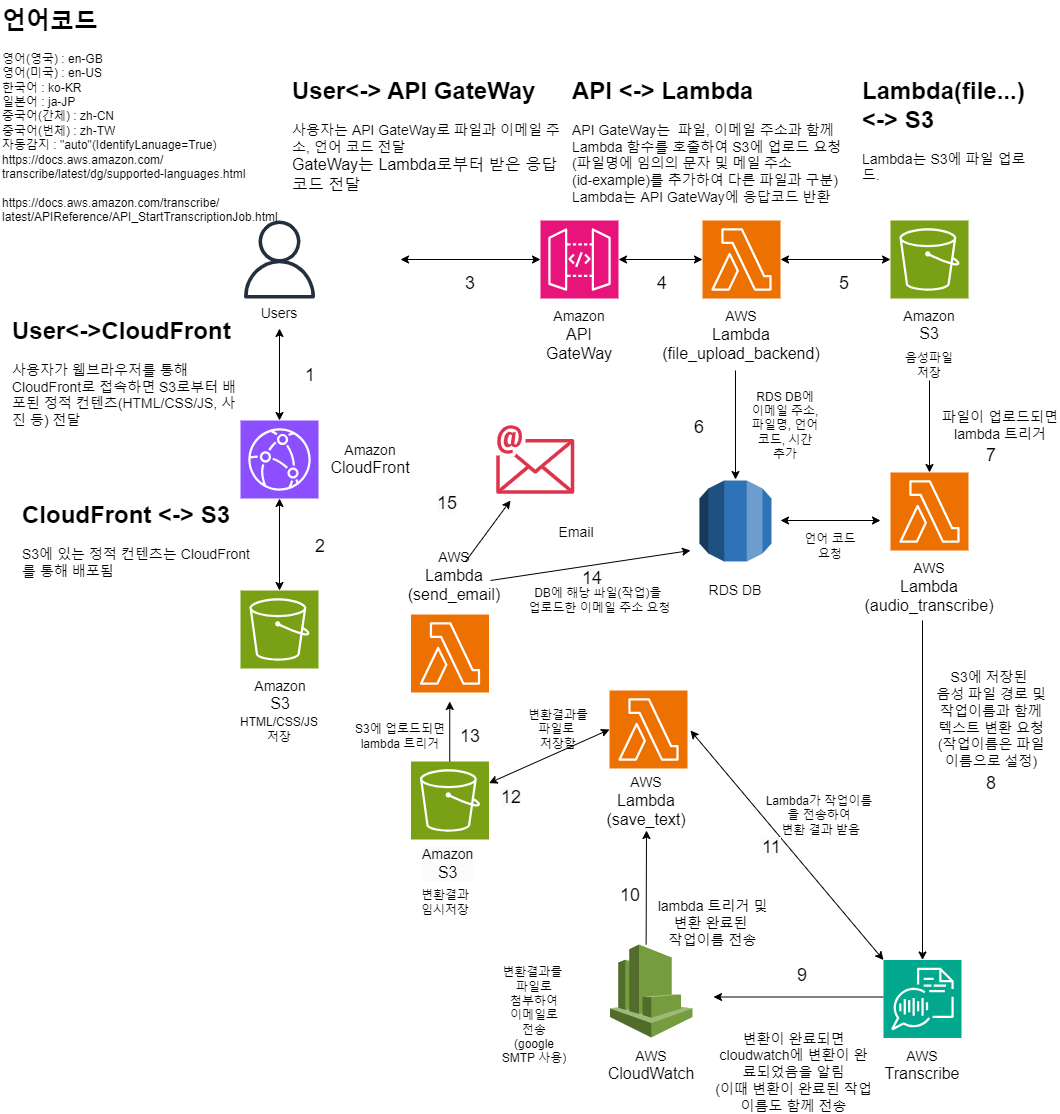 언어코드
영어(영국) : en-GB
영어(미국) : en-US
한국어 : ko-KR
일본어 : ja-JP
중국어(간체) : zh-CN
중국어(번체) : zh-TW
자동감지 : "auto"(IdentifyLanuage=True)
https://docs.aws.amazon.com/
transcribe/latest/dg/supported-languages.html
https://docs.aws.amazon.com/transcribe/
latest/APIReference/API_StartTranscriptionJob.html
User<-> API GateWay
사용자는 API GateWay로 파일과 이메일 주
소, 언어 코드 전달
GateWay는 Lambda로부터 받은 응답
코드 전달
API <-> Lambda
API GateWay는  파일, 이메일 주소과 함께
Lambda 함수를 호출하여 S3에 업로드 요청
(파일명에 임의의 문자 및 메일 주소
(id-example)를 추가하여 다른 파일과 구분)
Lambda는 API GateWay에 응답코드 반환
Lambda(file...)
<-> S3
Lambda는 S3에 파일 업로
드.
Users
3
Amazon
API
GateWay
4
AWS
Lambda
(file_upload_backend)
5
Amazon
S3
음성파일
저장
User<->CloudFront
사용자가 웹브라우저를 통해
CloudFront로 접속하면 S3로부터 배
포된 정적 컨텐츠(HTML/CSS/JS, 사
진 등) 전달
1
Amazon
CloudFront
CloudFront <-> S3
S3에 있는 정적 컨텐츠는 CloudFront
를 통해 배포됨
2
Amazon
S3
HTML/CSS/JS
저장
6
RDS DB에
이메일 주소,
파일명, 언어
코드, 시간
추가
파일이 업로드되면
lambda 트리거
7
@
15
Email
AWS
Lambda
(send_email)
14
DB에 해당 파일(작업)을
업로드한 이메일 주소 요청
RDS DB
언어 코드
요청
AWS
Lambda
(audio_transcribe)
S3에 저장된
음성 파일 경로 및
작업이름과 함께
텍스트 변환 요청
(작업이름은 파일
이름으로 설정)
8
S3에 업로드되면
lambda 트리거
13
변환결과를
파일로
저장함
12
Amazon
S3
변환결과
임시저장
AWS
Lambda
(save_text)
Lambda가 작업이름
을 전송하여
변환 결과 받음
11
10
lambda 트리거 및
변환 완료된
작업이름 전송
변환결과를
파일로
첨부하여
이메일로
전송
(google
SMTP 사용)
AWS
CloudWatch
9
변환이 완료되면
cloudwatch에 변환이 완
료되었음을 알림
(이때 변환이 완료된 작업
이름도 함께 전송
AWS
Transcribe